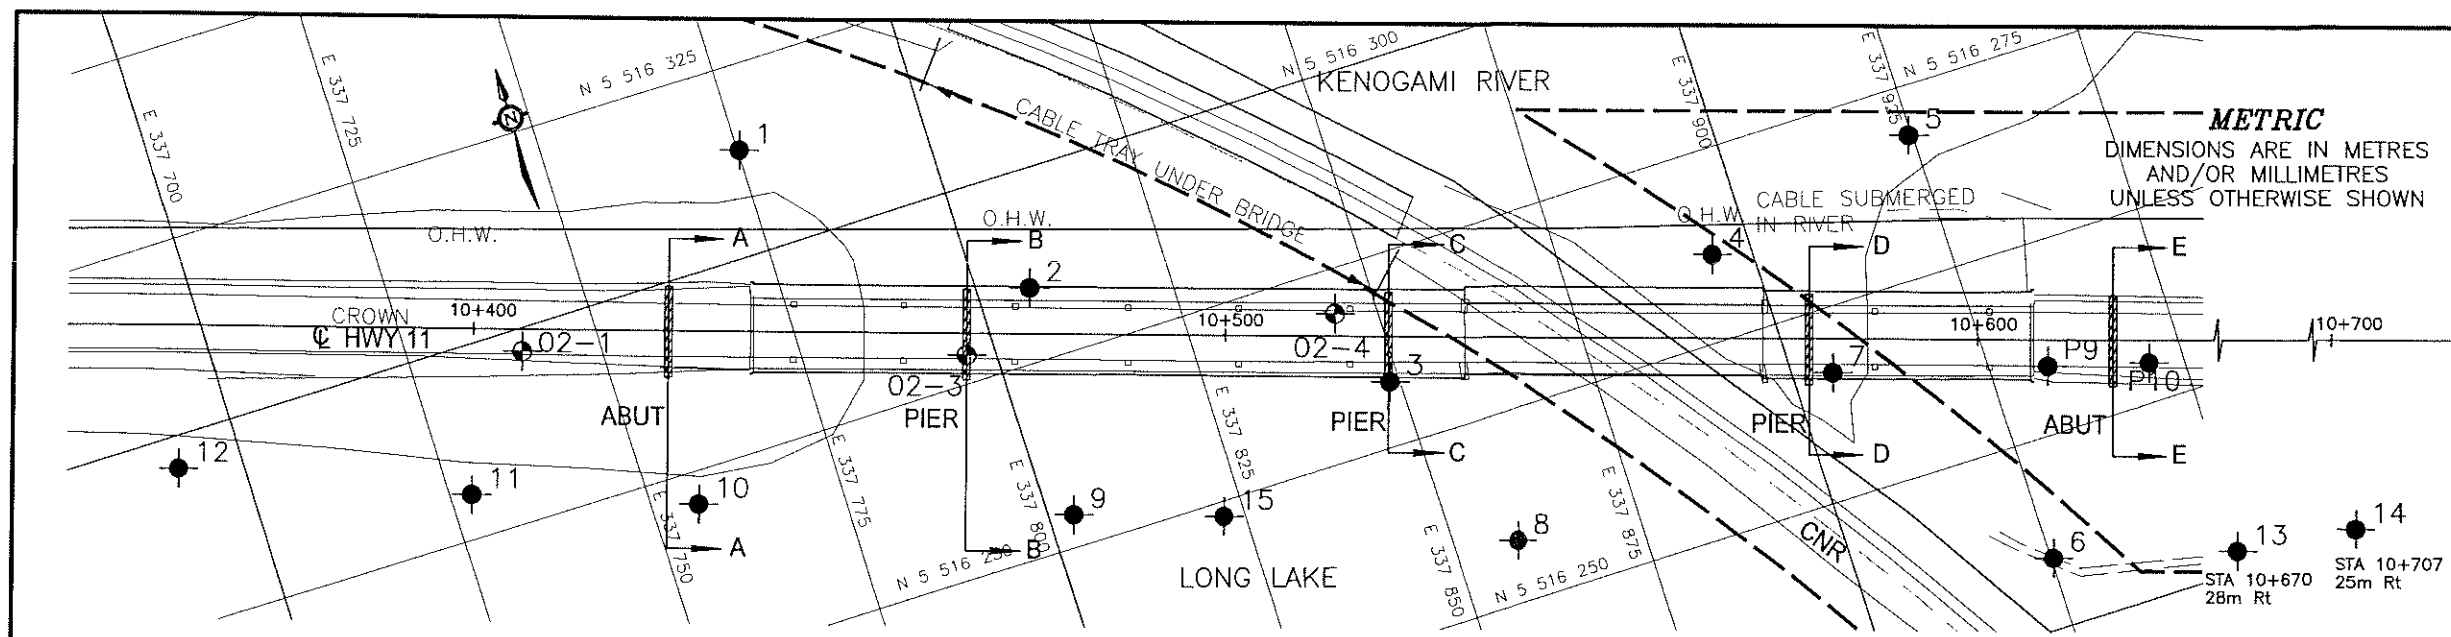 E 337 700
E 337 725
N 5 516 325
N
1
N 5 516 300
KENOGAMI RIVER
E 337 900
E 337 925
N 5 516 275
5
METRIC
DIMENSIONS ARE IN METRES
AND/OR MILLIMETRES
UNLESS OTHERWISE SHOWN
CABLE TRAY UNDER BRIDGE
CABLE SUBMERGED
IN RIVER
O.H.W.
O.H.W.
O.H.W.
A
B
C
D
E
4
2
CROWN
℄ HWY 11
10+400
02-1
10+500
02-4
10+600
10+700
02-3
3
7
P9
P10
ABUT
PIER
PIER
PIER
ABUT
C
D
E
12
11
10
9
15
8
E 337 750
E 337 775
E 337 800
E 337 825
E 337 850
E 337 875
A
B
CNR
6
13
STA 10+670
28m Rt
14
STA 10+707
25m Rt
LONG LAKE
N 5 516 250